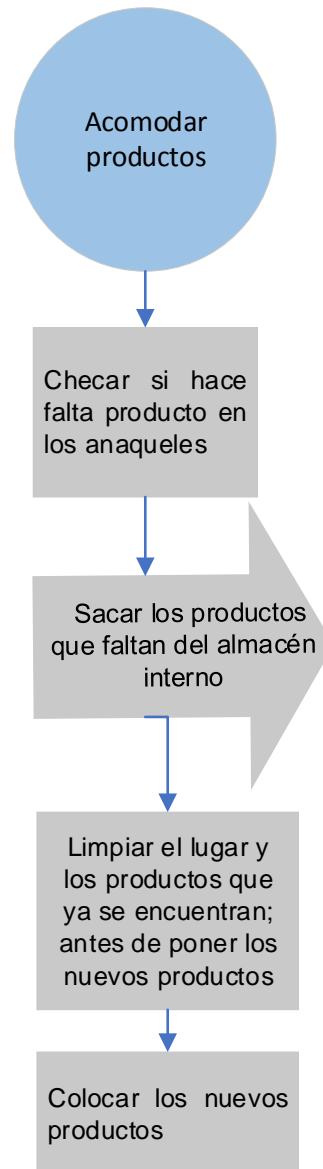 Acomodar
productos
Checar si hace
falta producto en
los anaqueles
Sacar los productos
que faltan del almacén
interno
Limpiar el lugar y
los productos que
ya se encuentran;
antes de poner los
nuevos productos
Colocar los nuevos
productos